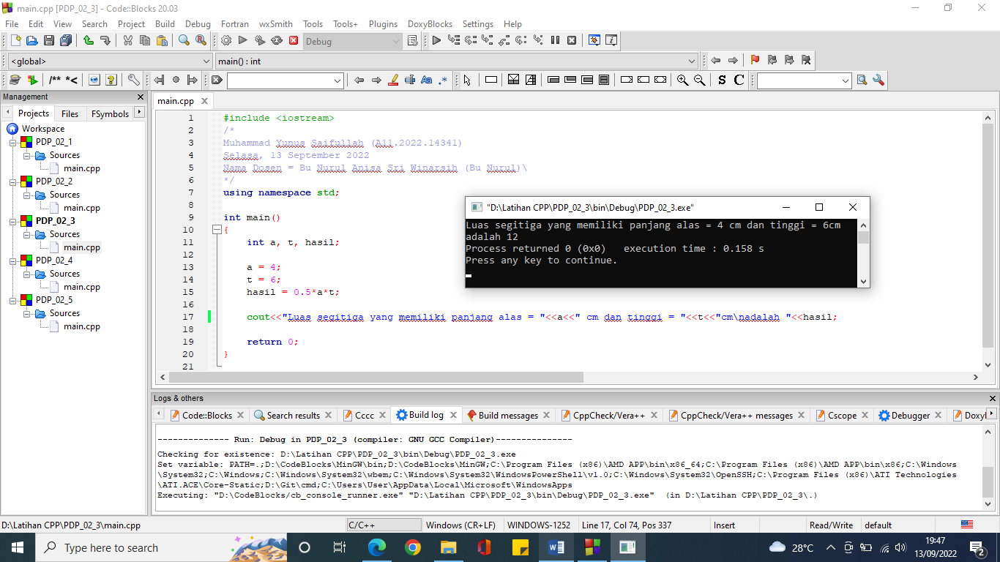 main.cpp [PDP_02_3] - Code::Blocks 20.03
File Edit View Search Project Build Debug Fortran wxSmith Tools Tools+ Plugins DoxyBlocks Settings Help
Debug
<global>
main() : int
/** *<
Aa .*
S C
Management
Projects Files FSymbols
Workspace
PDP_02_1
Sources
main.cpp
PDP_02_2
Sources
main.cpp
PDP_02_3
Sources
main.cpp
PDP_02_4
Sources
main.cpp
PDP_02_5
Sources
main.cpp
main.cpp
1 #include <iostream>
2 /*
3 Muhammad Yunus Saifullah (A11.2022.14341)
4 Selasa, 13 September 2022
5 Nama Dosen = Bu Nurul Anisa Sri Winarsih (Bu Nurul)\
6 */
7 using namespace std;
8
9 int main()
10 {
11 int a, t, hasil;
12
13 a = 4;
14 t = 6;
15 hasil = 0.5*a*t;
16
17 cout<<"Luas segitiga yang memiliki panjang alas = "<<a<<" cm dan tinggi = "<<t<<"cm\nadalah "<<hasil;
18
19 return 0;
20 }
21
"D:\Latihan CPP\PDP_02_3\bin\Debug\PDP_02_3.exe"
Luas segitiga yang memiliki panjang alas = 4 cm dan tinggi = 6cm
adalah 12
Process returned 0 (0x0)   execution time : 0.158 s
Press any key to continue.
Logs & others
Code::Blocks Search results Cccc Build log Build messages CppCheck/Vera++ CppCheck/Vera++ messages Cscope Debugger Doxyl
-------------- Run: Debug in PDP_02_3 (compiler: GNU GCC Compiler)---------------
Checking for existence: D:\Latihan CPP\PDP_02_3\bin\Debug\PDP_02_3.exe
Set variable: PATH=.;D:\CodeBlocks\MinGW\bin;D:\CodeBlocks\MinGW;C:\Program Files (x86)\AMD APP\bin\x86_64;C:\Program Files (x86)\AMD APP\bin\x86;C:\Windows
\System32;C:\Windows;C:\Windows\System32\wbem;C:\Windows\System32\WindowsPowerShell\v1.0;C:\Windows\System32\OpenSSH;C:\Program Files (x86)\ATI Technologies
\ATI.ACE\Core-Static;D:\Git\cmd;C:\Users\User\AppData\Local\Microsoft\WindowsApps
Executing: "D:\CodeBlocks/cb_console_runner.exe" "D:\Latihan CPP\PDP_02_3\bin\Debug\PDP_02_3.exe"  (in D:\Latihan CPP\PDP_02_3\.)
D:\Latihan CPP\PDP_02_3\main.cpp C/C++ Windows (CR+LF) WINDOWS-1252 Line 17, Col 74, Pos 337 Insert Read/Write default
Type here to search
28°C
19:47
13/09/2022
2